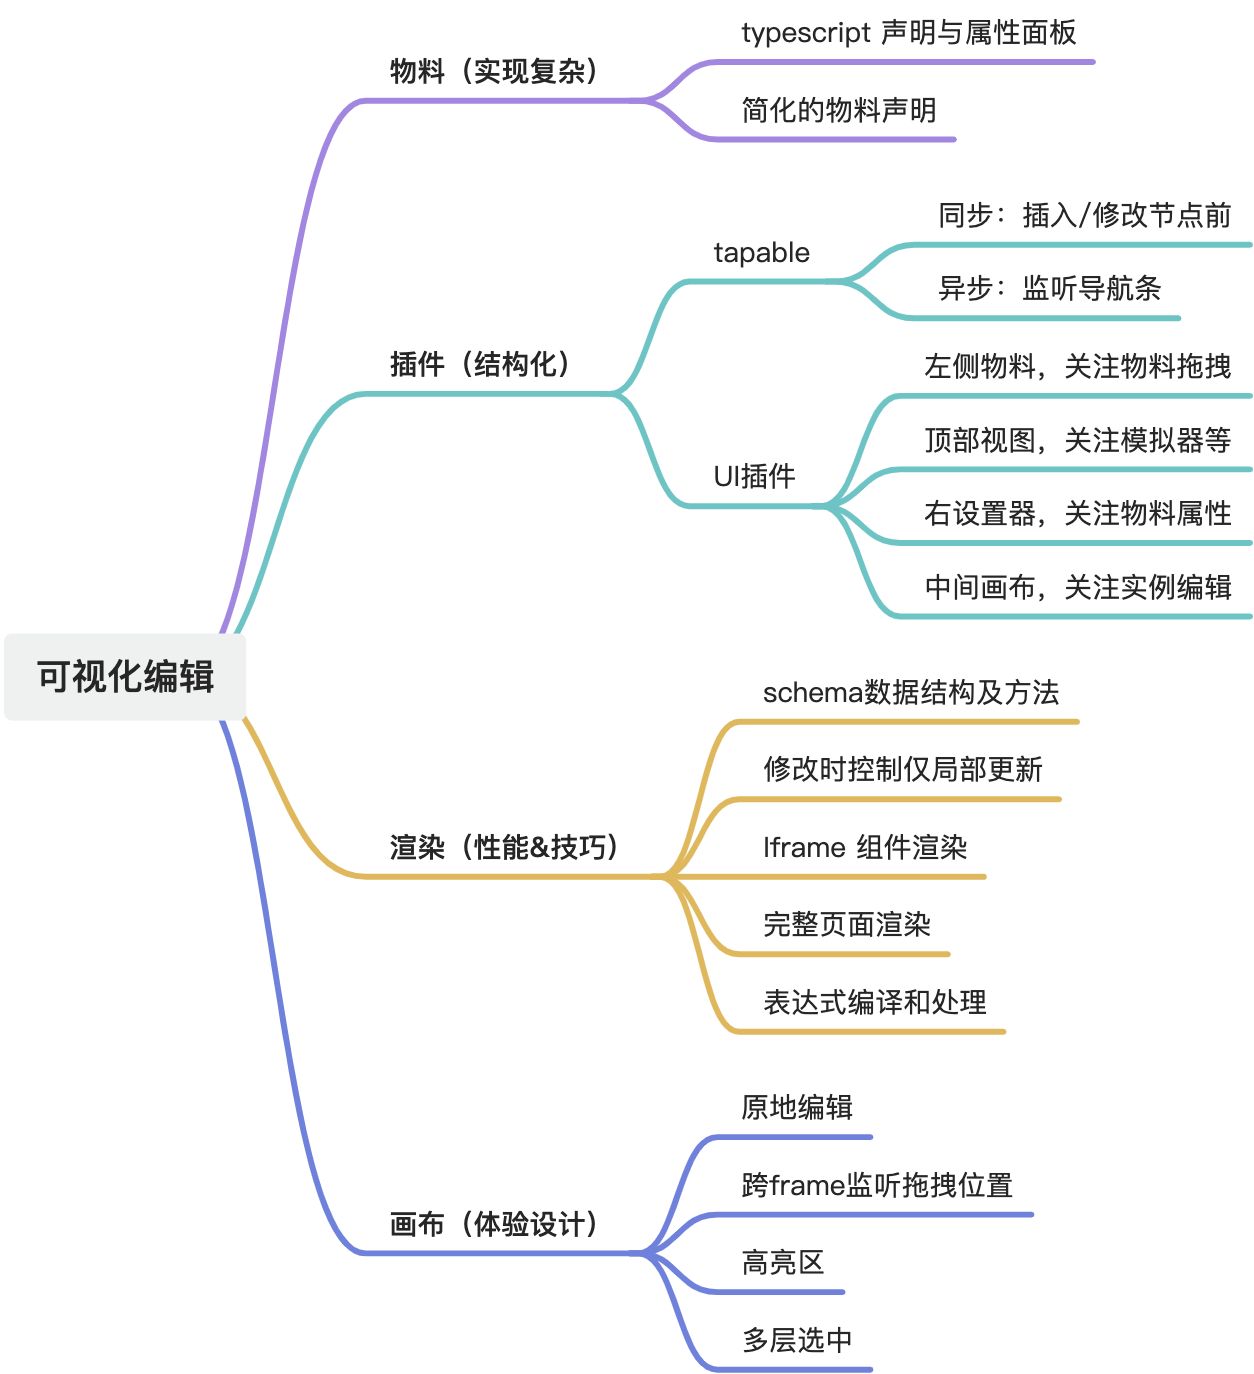 typescript 声明与属性面板
物料（实现复杂）
简化的物料声明
同步：插入/修改节点前
tapable
异步：监听导航条
插件（结构化）
左侧物料，关注物料拖拽
顶部视图，关注模拟器等
UI插件
右设置器，关注物料属性
中间画布，关注实例编辑
可视化编辑
schema数据结构及方法
修改时控制仅局部更新
渲染（性能&技巧）
Iframe 组件渲染
完整页面渲染
表达式编译和处理
原地编辑
跨frame监听拖拽位置
画布（体验设计）
高亮区
多层选中